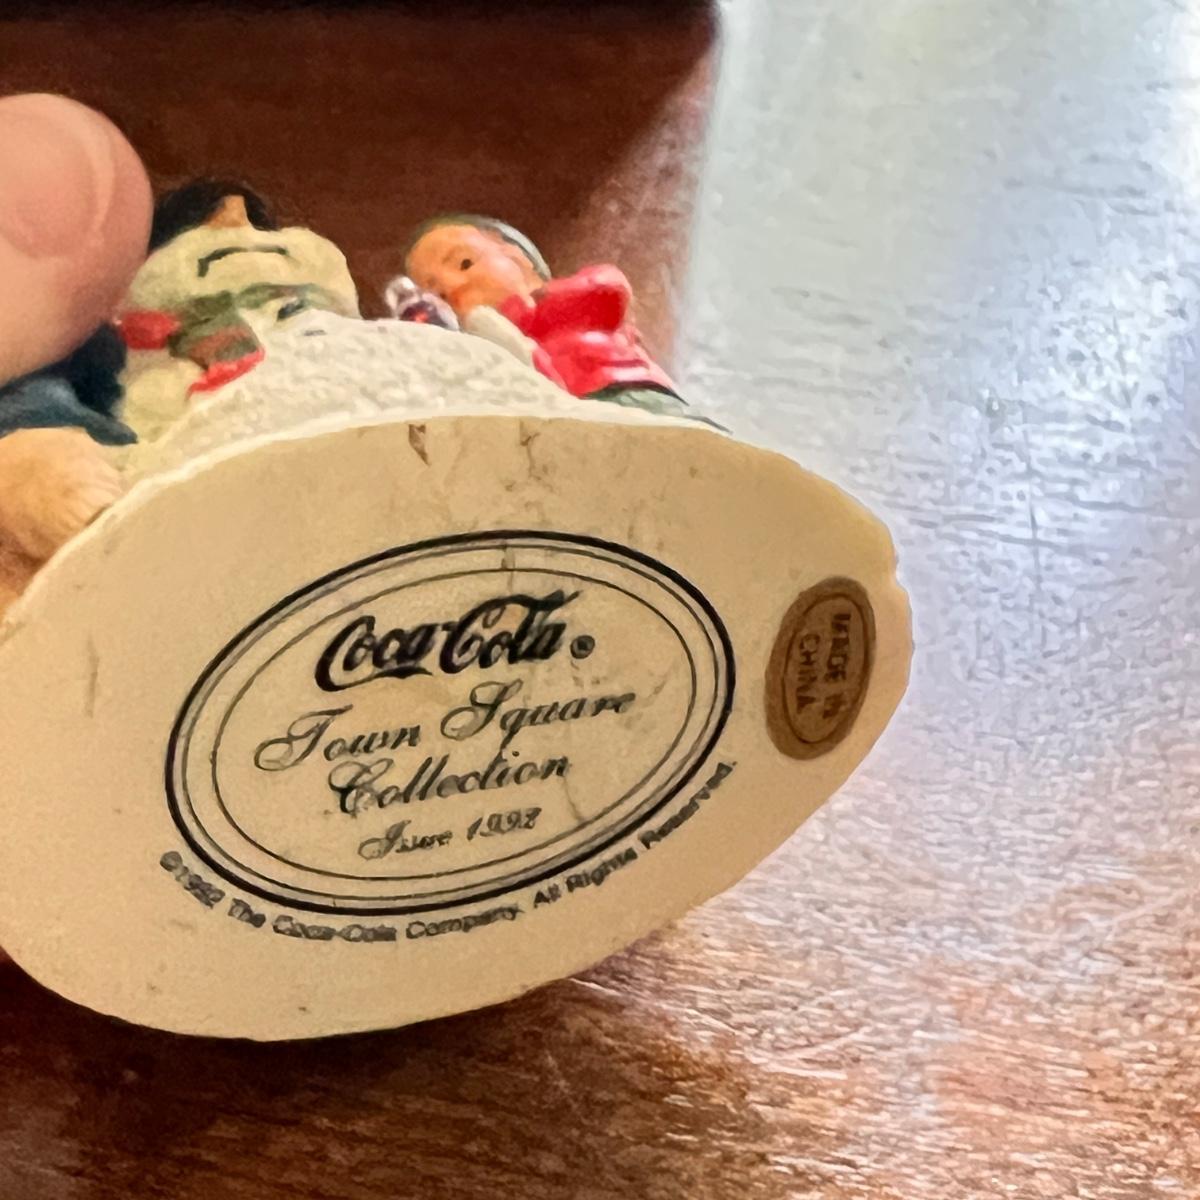 Coca-Cola®
Town Square
Collection
Issue 1992
©1992 The Coca-Cola Company. All Rights Reserved.
MADE IN
CHINA